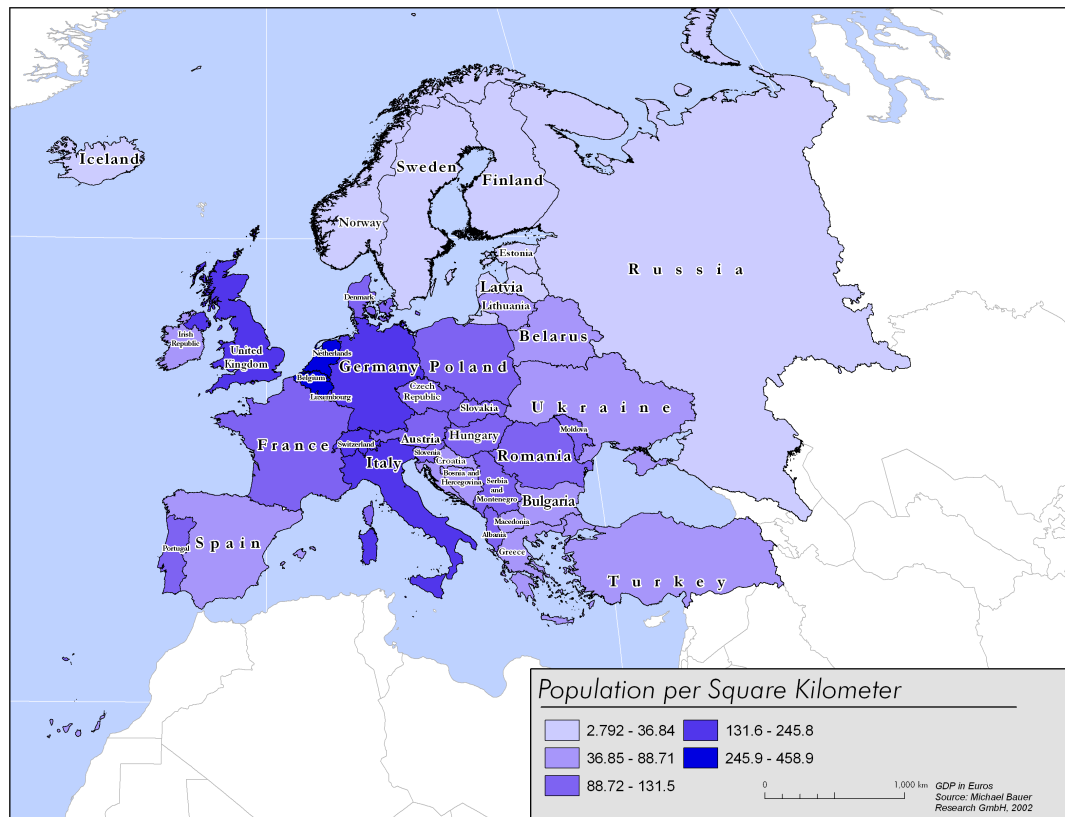 Iceland
Sweden
Finland
Norway
Russia
Estonia
Latvia
Lithuania
Denmark
Belarus
Irish
Republic
United
Kingdom
Netherlands
Germany
Poland
Belgium
Luxembourg
Czech
Republic
Ukraine
Slovakia
Moldova
France
Switzerland
Austria
Hungary
Slovenia
Croatia
Romania
Italy
Bosnia and
Hercegovina
Serbia
and
Montenegro
Bulgaria
Macedonia
Albania
Greece
Portugal
Spain
Turkey
Population per Square Kilometer
2.792 - 36.84
36.85 - 88.71
88.72 - 131.5
131.6 - 245.8
245.9 - 458.9
0 1,000 km
GDP in Euros
Source: Michael Bauer
Research GmbH, 2002